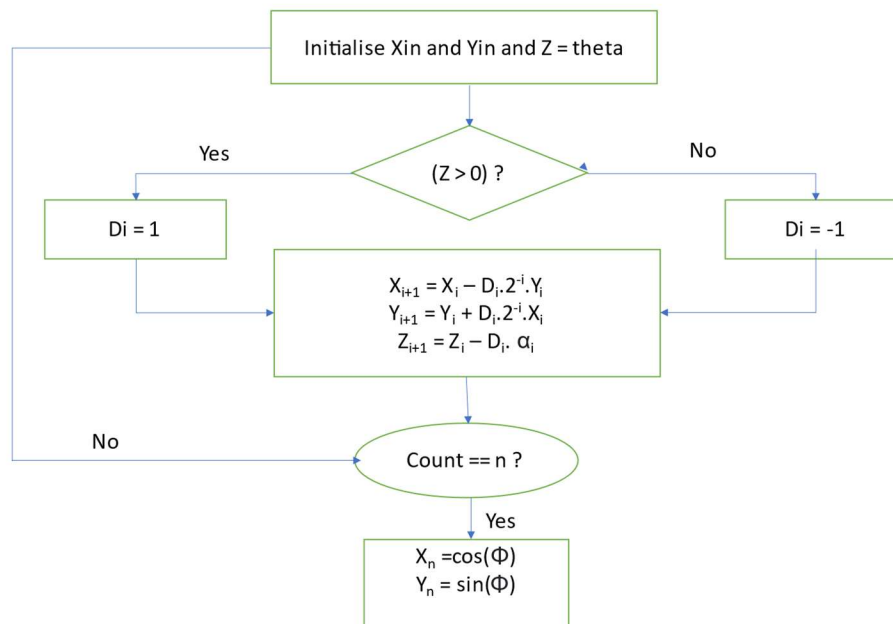 Initialise Xin and Yin and Z = theta
Yes
No
(Z > 0) ?
Di = 1
Di = -1
Xᵢ₊₁ = Xᵢ – Dᵢ.2⁻ⁱ.Yᵢ
Yᵢ₊₁ = Yᵢ + Dᵢ.2⁻ⁱ.Xᵢ
Zᵢ₊₁ = Zᵢ – Dᵢ. αᵢ
No
Count == n ?
Yes
Xₙ =cos(Φ)
Yₙ = sin(Φ)